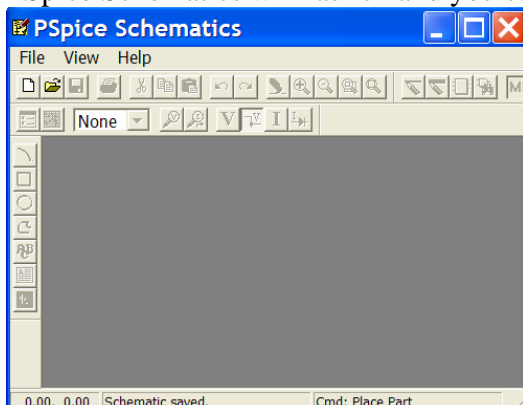 PSpice Schematics
File View Help
M
None V I
0.00, 0.00 Schematic saved. Cmd: Place Part